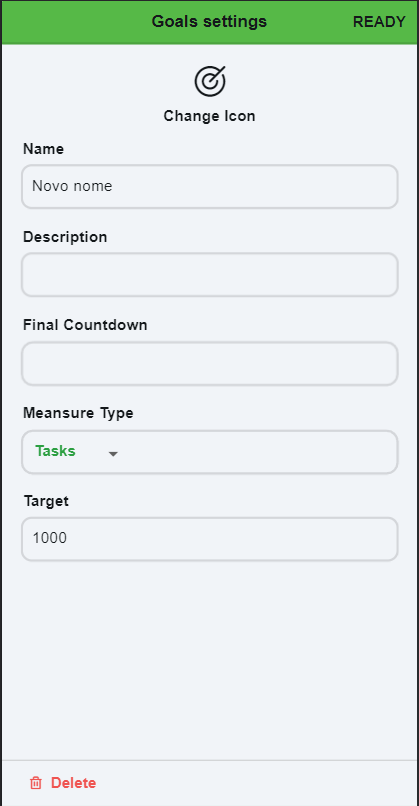 Goals settings READY
Change Icon
Name
Novo nome
Description
Final Countdown
Meansure Type
Tasks
Target
1000
Delete